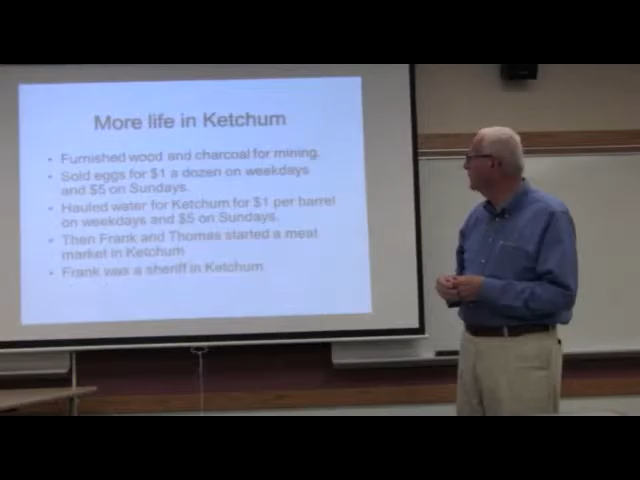 More life in Ketchum
• Furnished wood and charcoal for mining.
• Sold eggs for $1 a dozen on weekdays
and $5 on Sundays.
• Hauled water for Ketchum for $1 per barrel
on weekdays and $5 on Sundays.
• Then Frank and Thomas started a meat
market in Ketchum
• Frank was a sheriff in Ketchum